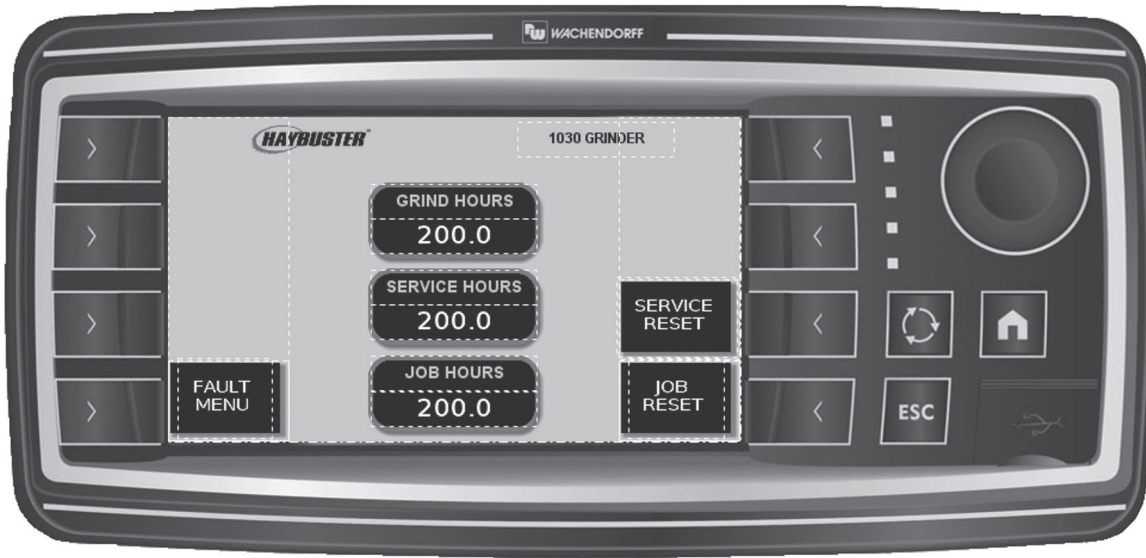 WACHENDORFF
HAYBUSTER
1030 GRINDER
GRIND HOURS
200.0
SERVICE HOURS
200.0
SERVICE
RESET
JOB HOURS
200.0
FAULT
MENU
JOB
RESET
ESC